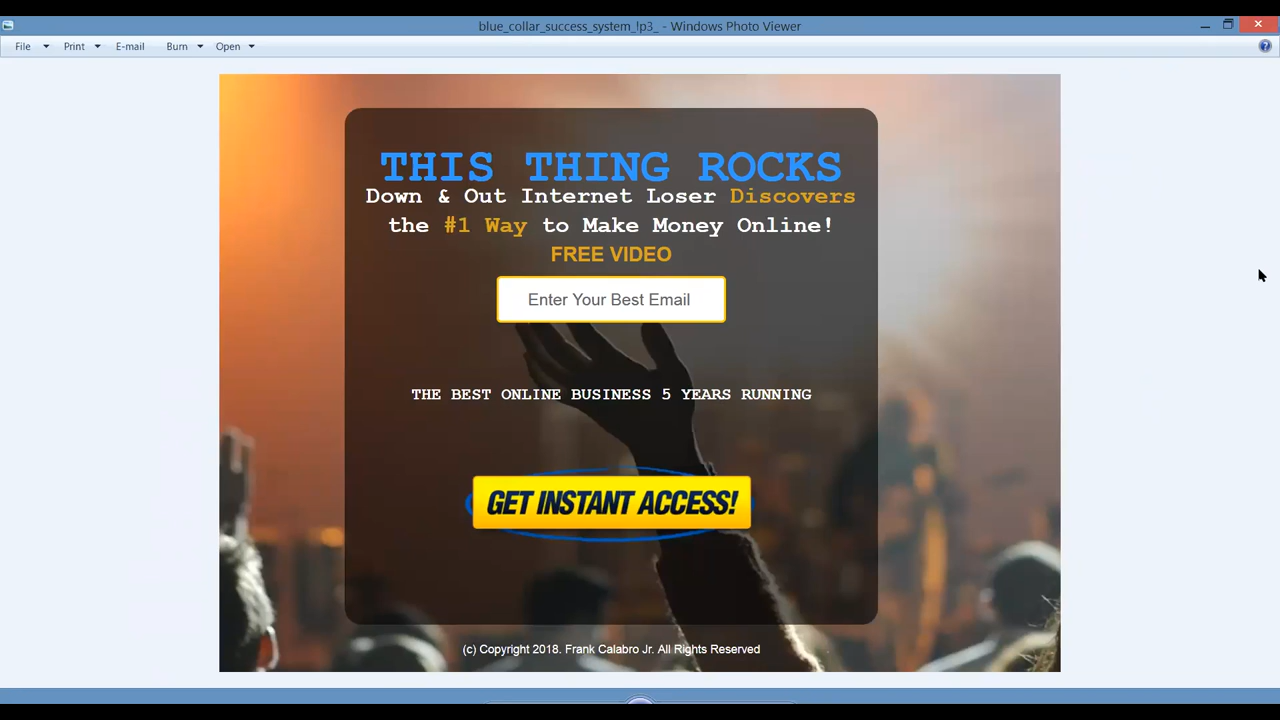 blue_collar_success_system_!p3_ - Windows Photo Viewer
File Print E-mail Burn Open
THIS THING ROCKS
Down & Out Internet Loser Discovers
the #1 Way to Make Money Online!
FREE VIDEO
Enter Your Best Email
THE BEST ONLINE BUSINESS 5 YEARS RUNNING
GET INSTANT ACCESS!
(c) Copyright 2018. Frank Calabro Jr. All Rights Reserved